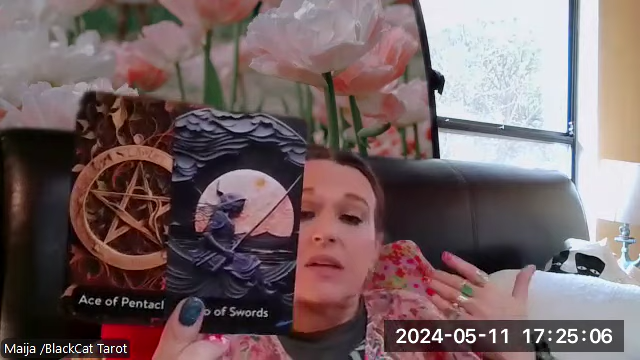 Ace of Pentacl
o of Swords
Maija /BlackCat Tarot
2024-05-11 17:25:06